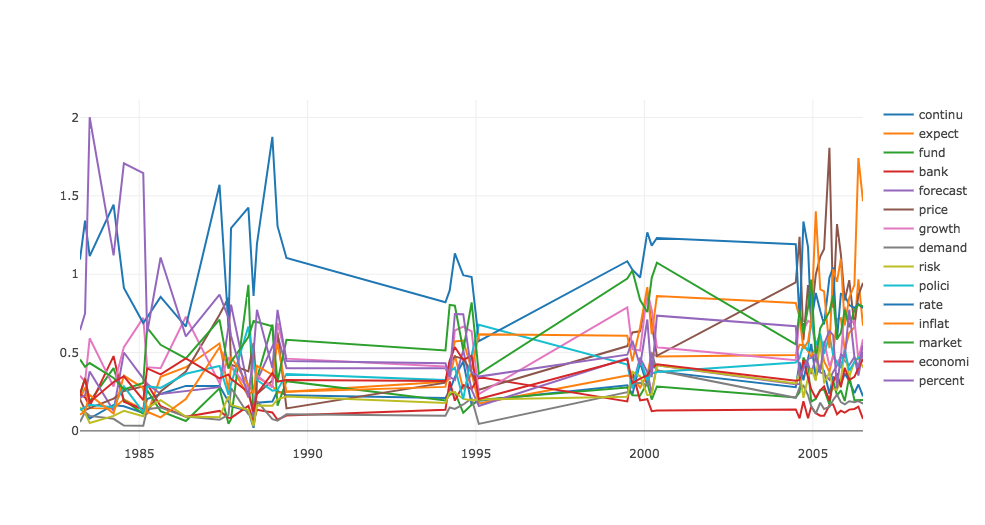 2
1.5
1
0.5
0
1985
1990
1995
2000
2005
continu
expect
fund
bank
forecast
price
growth
demand
risk
polici
rate
inflat
market
economi
percent